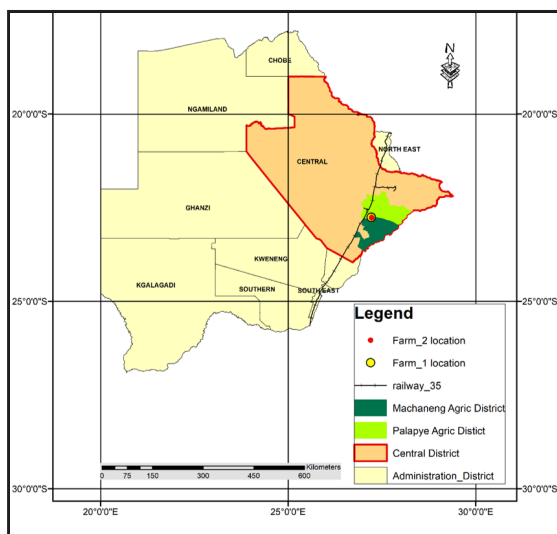 N
CHOBE
20°0'0"S
20°0'0"S
NGAMILAND
NORTH EAST
CENTRAL
GHANZI
KWENENG
KGALAGADI
SOUTHERN
SOUTH EAST
25°0'0"S
25°0'0"S
Legend
Farm_2 location
Farm_1 location
railway_35
Machaneng Agric District
Palapye Agric District
Central District
Administration_District
Kilometers
0 75 150 300 450 600
30°0'0"S
30°0'0"S
20°0'0"E
25°0'0"E
30°0'0"E